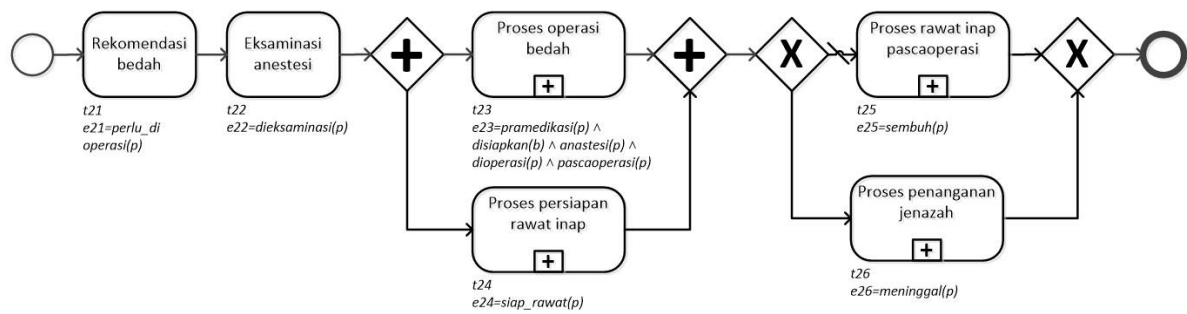 Rekomendasi
bedah
t21
e21=perlu_di
operasi(p)
Eksaminasi
anestesi
t22
e22=dieksaminasi(p)
Proses operasi
bedah
t23
e23=pramedikasi(p) ∧
disiapkan(b) ∧ anastesi(p) ∧
dioperasi(p) ∧ pascaoperasi(p)
Proses persiapan
rawat inap
t24
e24=siap_rawat(p)
X
Proses rawat inap
pascaoperasi
t25
e25=sembuh(p)
Proses penanganan
jenazah
t26
e26=meninggal(p)
X